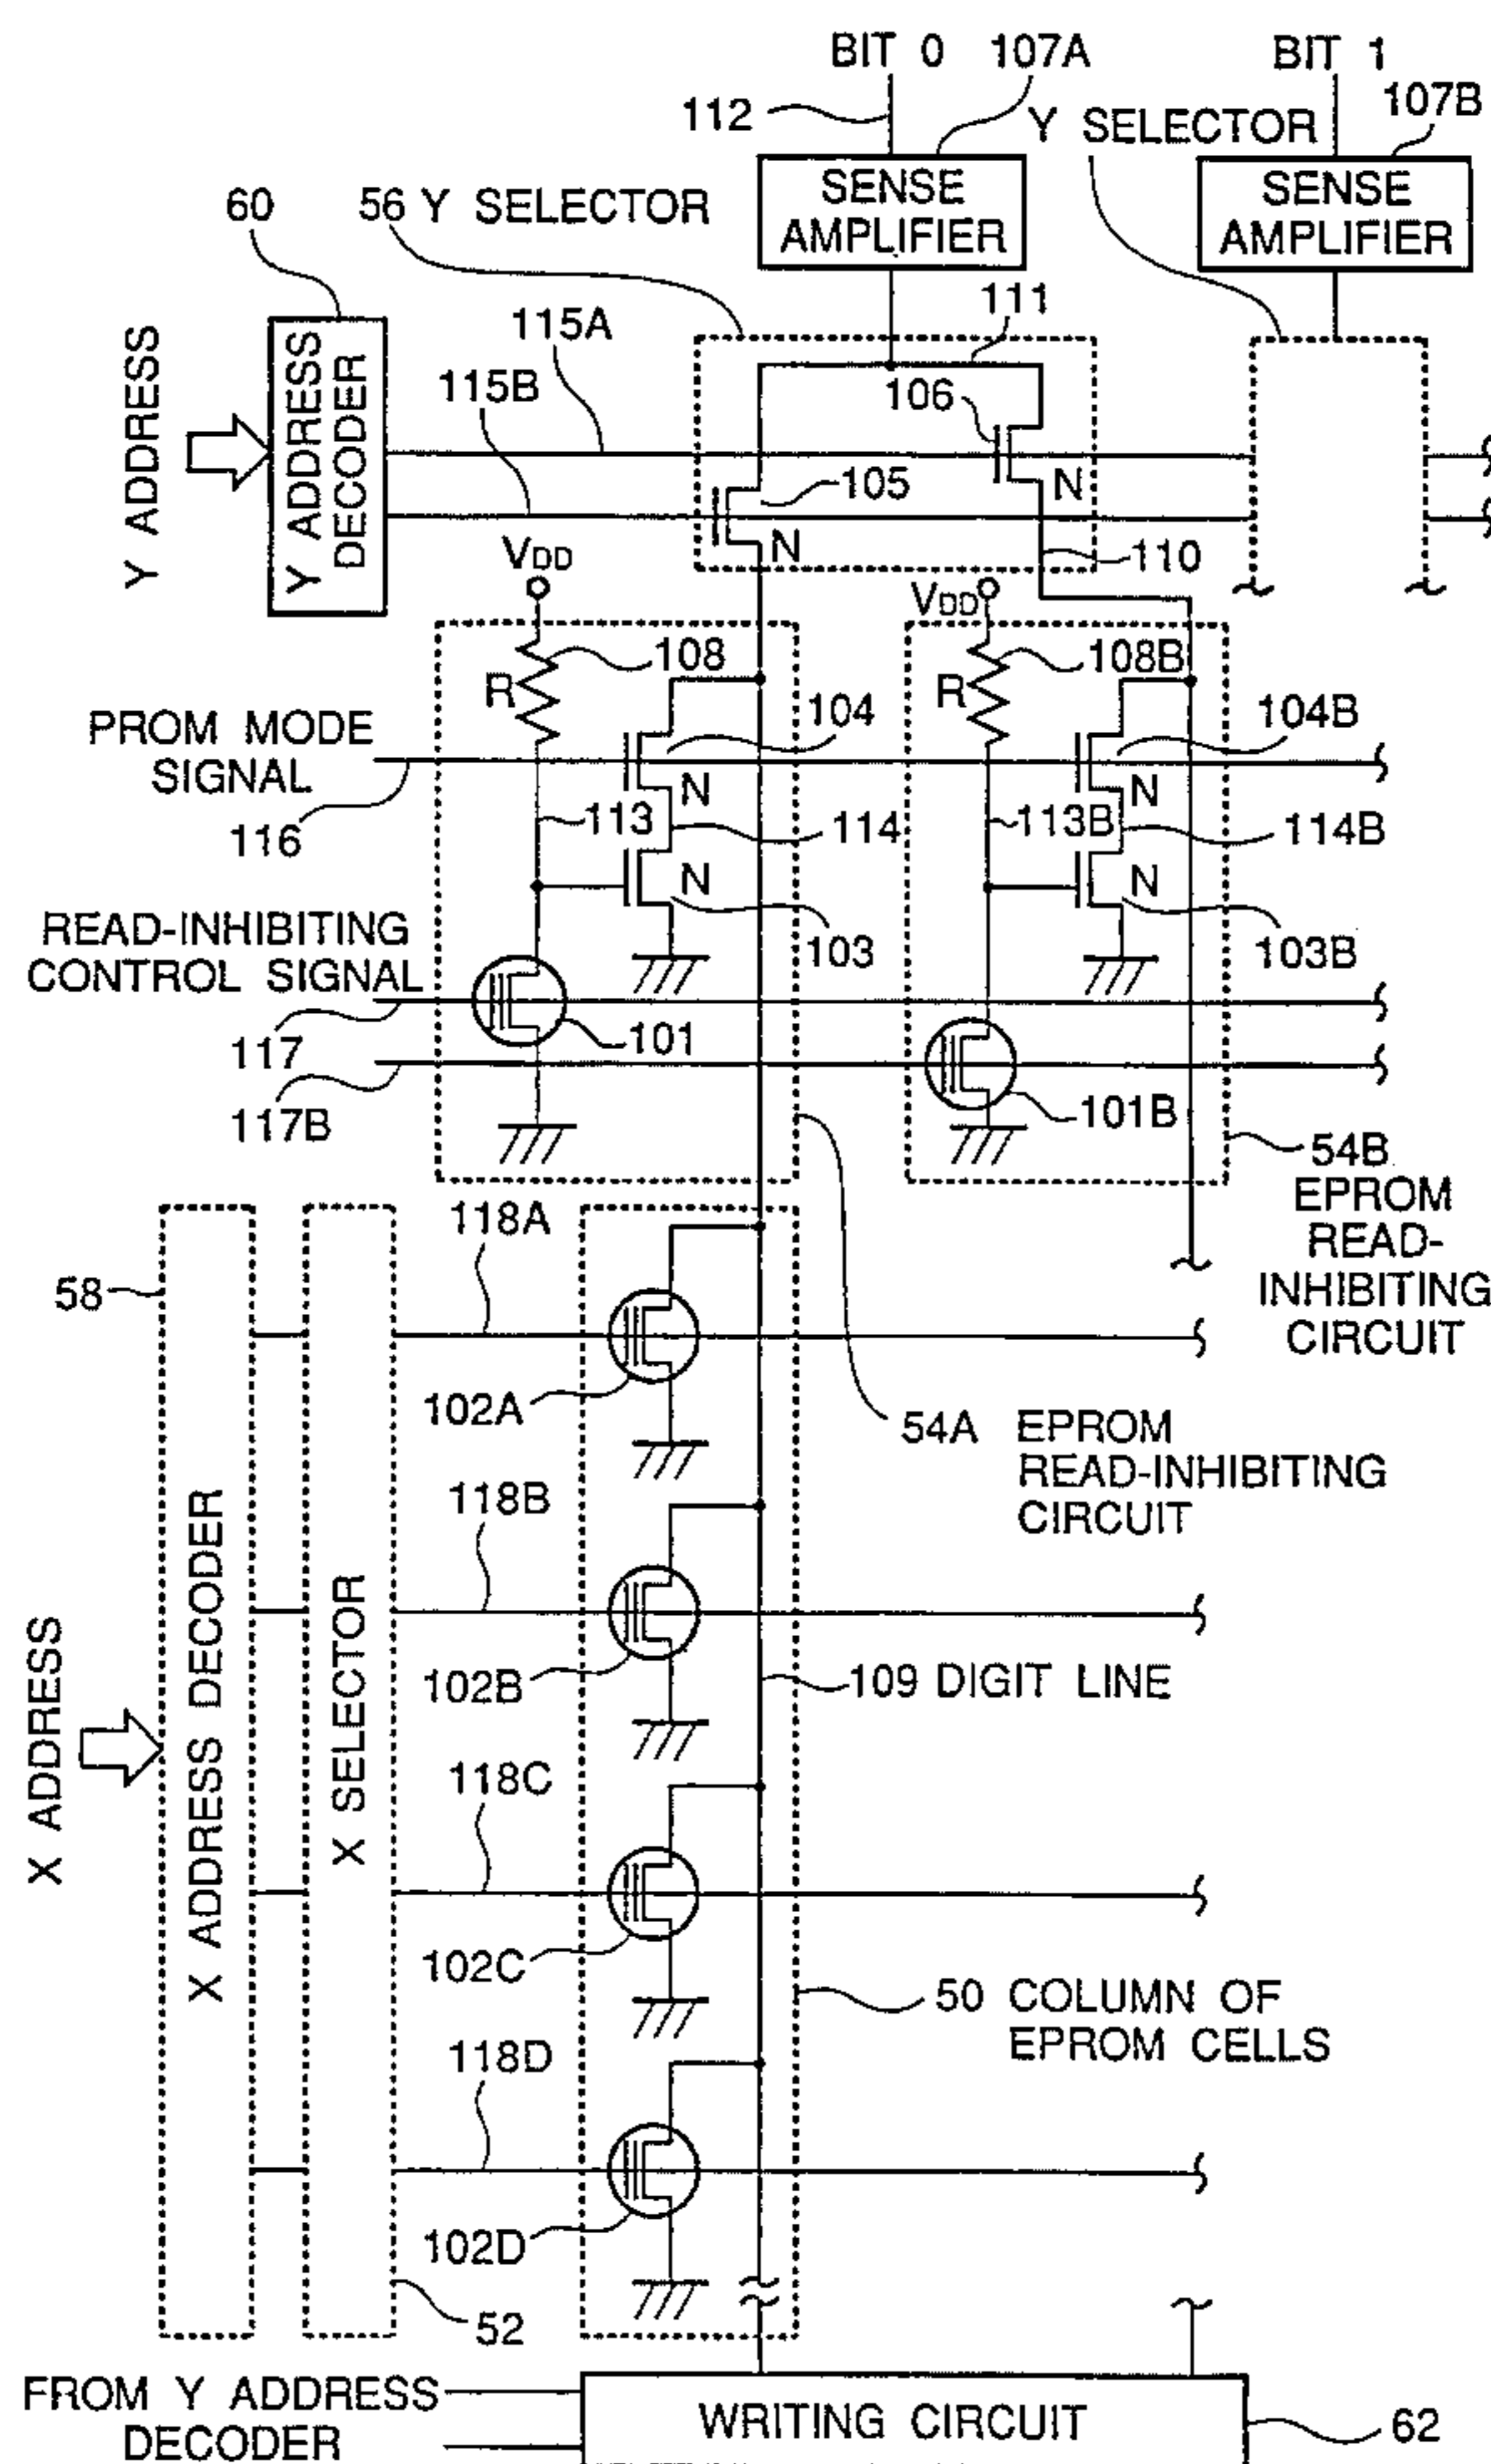 BIT 0
107A
BIT 1
107B
112
Y SELECTOR
SENSE
AMPLIFIER
SENSE
AMPLIFIER
60
56 Y SELECTOR
111
115A
115B
106
Y ADDRESS
Y ADDRESS
DECODER
105
N
N
110
VDD
VDD
108
108B
R
R
PROM MODE
SIGNAL
104
104B
N
N
116
113
114
113B
114B
N
N
READ-INHIBITING
CONTROL SIGNAL
103
103B
117
101
117B
101B
54B
EPROM
READ-
INHIBITING
CIRCUIT
118A
58
102A
54A EPROM
READ-INHIBITING
CIRCUIT
118B
X ADDRESS
X ADDRESS DECODER
X SELECTOR
102B
109 DIGIT LINE
118C
102C
50 COLUMN OF
EPROM CELLS
118D
102D
52
FROM Y ADDRESS
DECODER
WRITING CIRCUIT
62